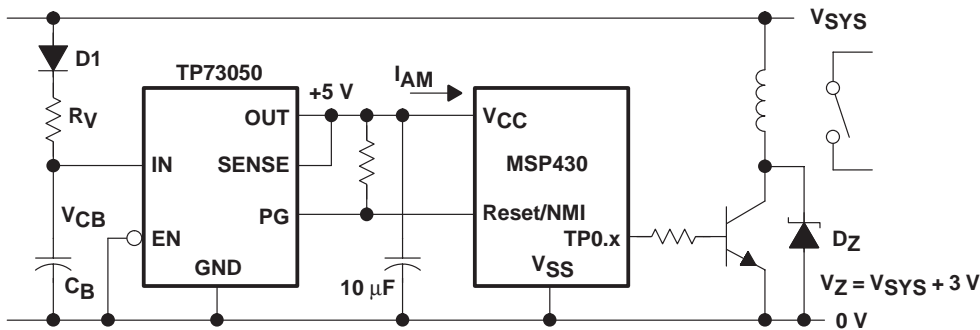 VSYS
D1
TP73050
IAM
+5 V
RV
OUT
VCC
IN
SENSE
MSP430
VCB
PG
Reset/NMI
EN
TP0.x
DZ
GND
VSS
CB
10 µF
VZ = VSYS + 3 V
0 V